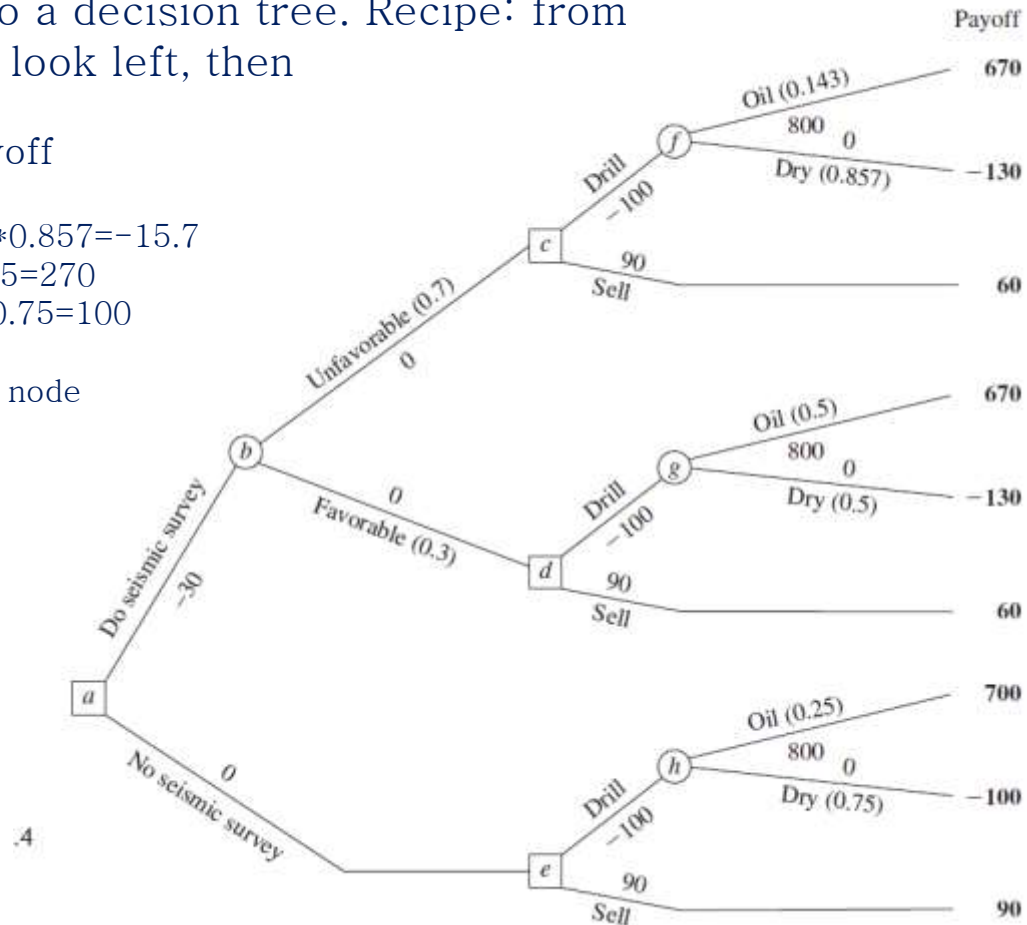 o a decision tree. Recipe: from
look left, then
yoff
*0.857=-15.7
5=270
0.75=100
node
.4
Payoff
Oil (0.143)
670
800
0
f
Dry (0.857)
−130
Drill
−100
c
90
Sell
60
Unfavorable (0.7)
0
b
0
Favorable (0.3)
Oil (0.5)
670
800
0
g
Dry (0.5)
−130
Drill
−100
d
90
Sell
60
Do seismic survey
−30
a
0
No seismic survey
Oil (0.25)
700
800
0
h
Dry (0.75)
−100
Drill
−100
e
90
Sell
90